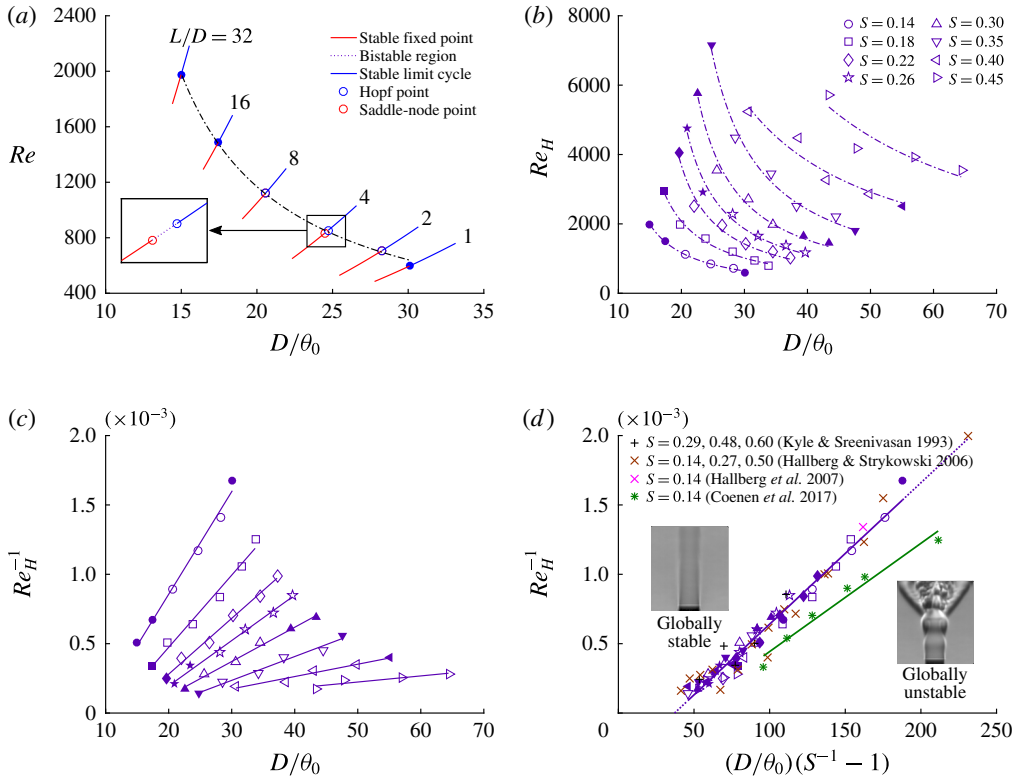 (a)
2400
2000
1600
1200
800
400
Re
L/D = 32
16
8
4
2
1
Stable fixed point
Bistable region
Stable limit cycle
Hopf point
Saddle-node point
10 15 20 25 30 35
D/θ0
(b)
8000
6000
4000
2000
0
Re_H
S = 0.14
S = 0.18
S = 0.22
S = 0.26
S = 0.30
S = 0.35
S = 0.40
S = 0.45
10 20 30 40 50 60 70
D/θ0
(c)
(×10−3)
2.0
1.5
1.0
0.5
0
Re_H^−1
10 20 30 40 50 60 70
D/θ0
(d)
(×10−3)
2.0
1.5
1.0
0.5
0
Re_H^−1
S = 0.29, 0.48, 0.60 (Kyle & Sreenivasan 1993)
S = 0.14, 0.27, 0.50 (Hallberg & Strykowski 2006)
S = 0.14 (Hallberg et al. 2007)
S = 0.14 (Coenen et al. 2017)
Globally
stable
Globally
unstable
0 50 100 150 200 250
(D/θ0)(S−1 − 1)